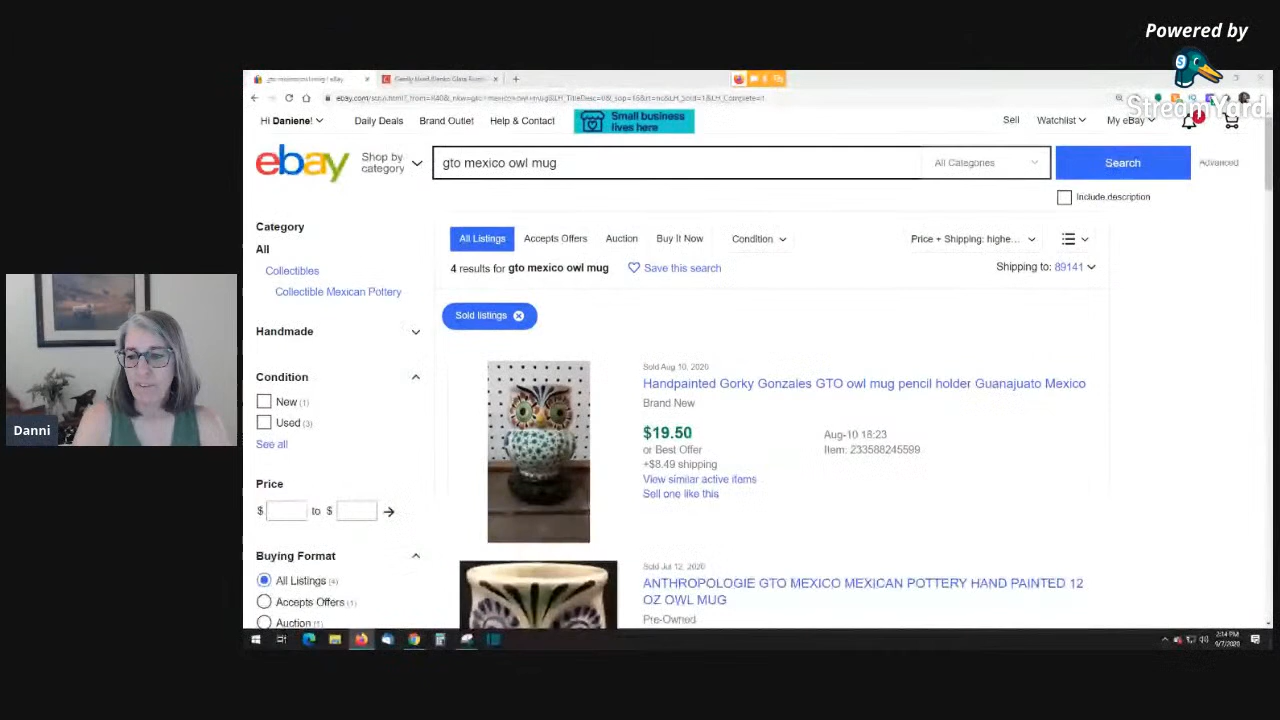 Powered by
StreamYard
Hi Daniene!
Daily Deals
Brand Outlet
Help & Contact
Small business
lives here
Sell
Watchlist
My eBay
ebay
Shop by
category
gto mexico owl mug
All Categories
Search
Advanced
Include description
Category
All
Collectibles
Collectible Mexican Pottery
Handmade
Condition
New (1)
Used (3)
See all
Price
$ to $
Buying Format
All Listings (4)
Accepts Offers (1)
Auction (1)
All Listings
Accepts Offers
Auction
Buy It Now
Condition
Price + Shipping: highe...
4 results for gto mexico owl mug
Save this search
Shipping to: 89141
Sold listings
Sold Aug 10, 2020
Handpainted Gorky Gonzales GTO owl mug pencil holder Guanajuato Mexico
Brand New
$19.50
or Best Offer
+$8.49 shipping
View similar active items
Sell one like this
Aug-10 18:23
Item: 233588245599
Sold Jul 12, 2020
ANTHROPOLOGIE GTO MEXICO MEXICAN POTTERY HAND PAINTED 12
OZ OWL MUG
Pre-Owned
Danni
2:14 PM